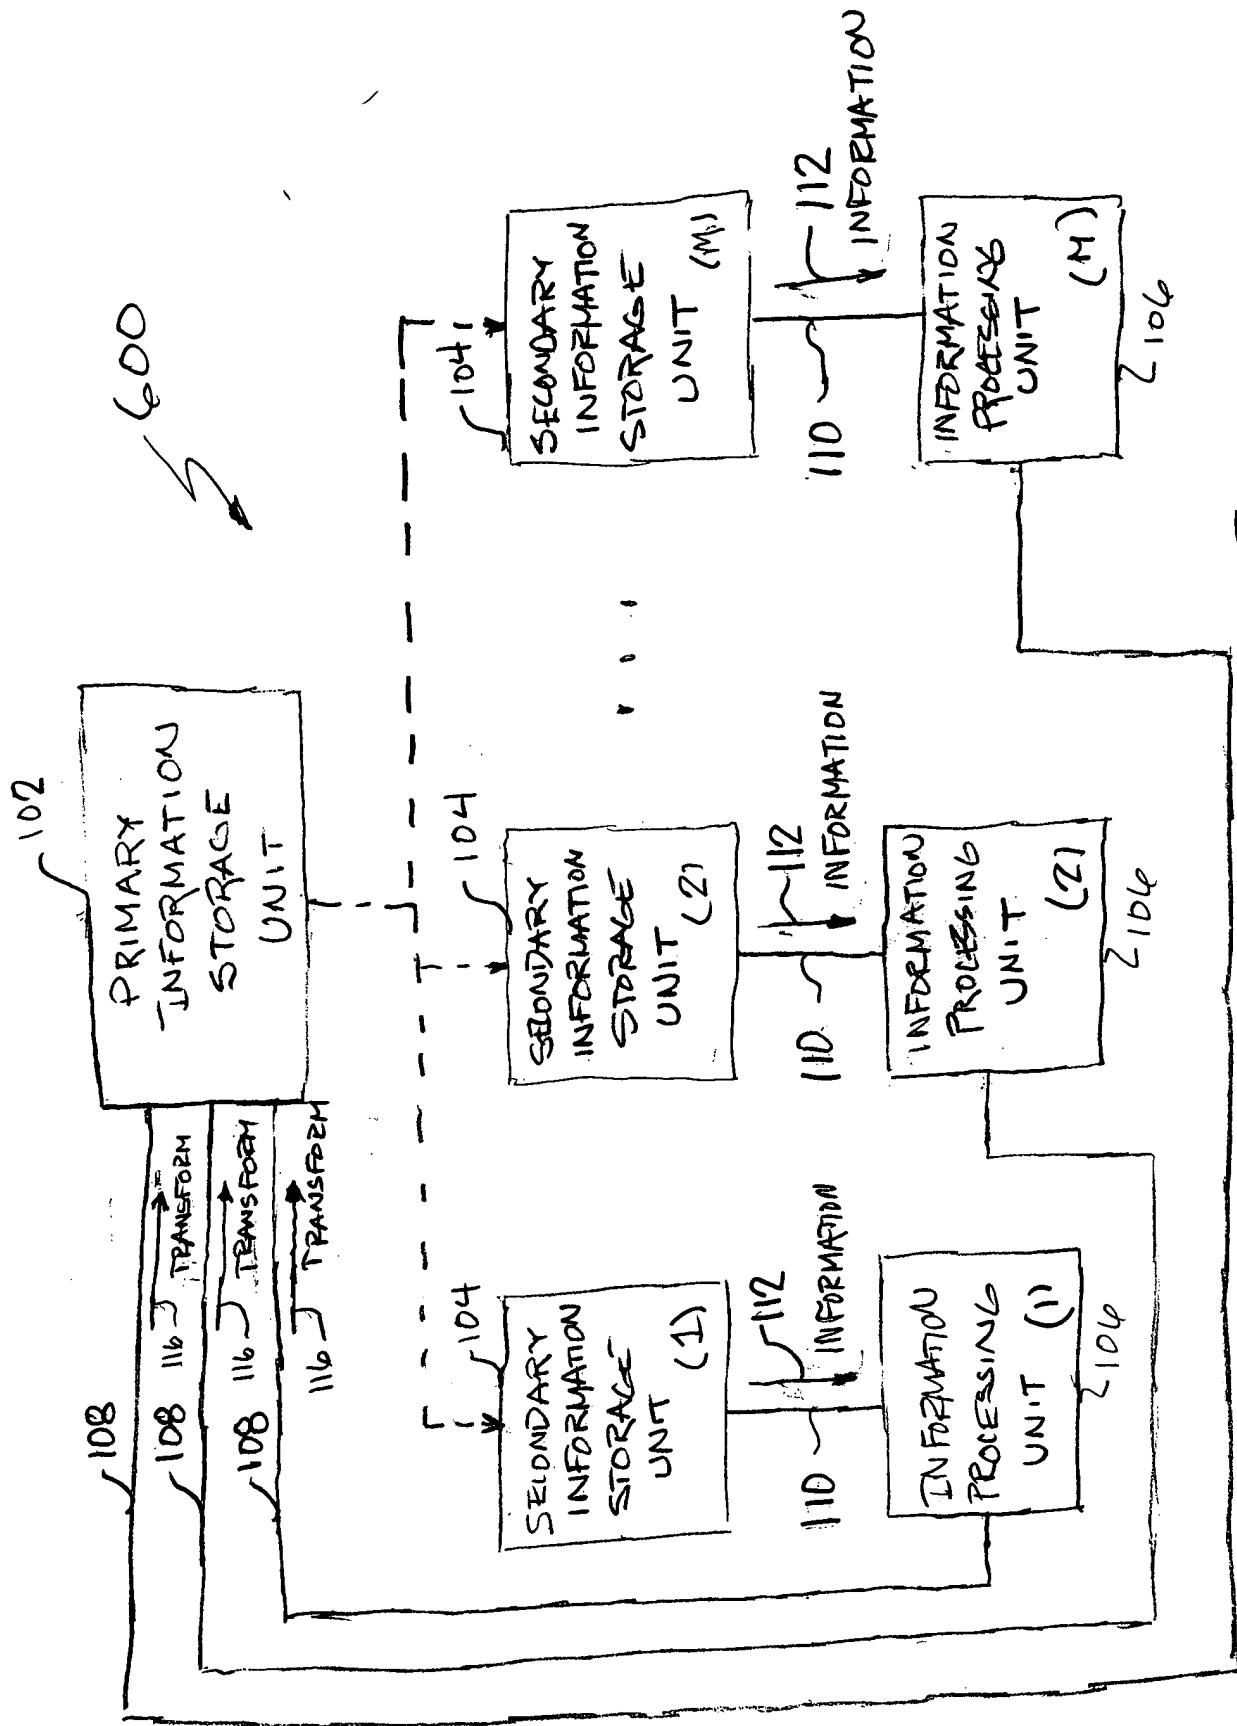 600
102
PRIMARY
INFORMATION
STORAGE
UNIT
108
108
108
116
TRANSFORM
116
TRANSFORM
116
TRANSFORM
104
SECONDARY
INFORMATION
STORAGE
UNIT
(1)
104
SECONDARY
INFORMATION
STORAGE
UNIT
(2)
...
104
SECONDARY
INFORMATION
STORAGE
UNIT
(M)
110
112
INFORMATION
110
112
INFORMATION
110
112
INFORMATION
INFORMATION
PROCESSING
UNIT
(1)
106
INFORMATION
PROCESSING
UNIT
(2)
106
INFORMATION
PROCESSING
UNIT
(M)
106